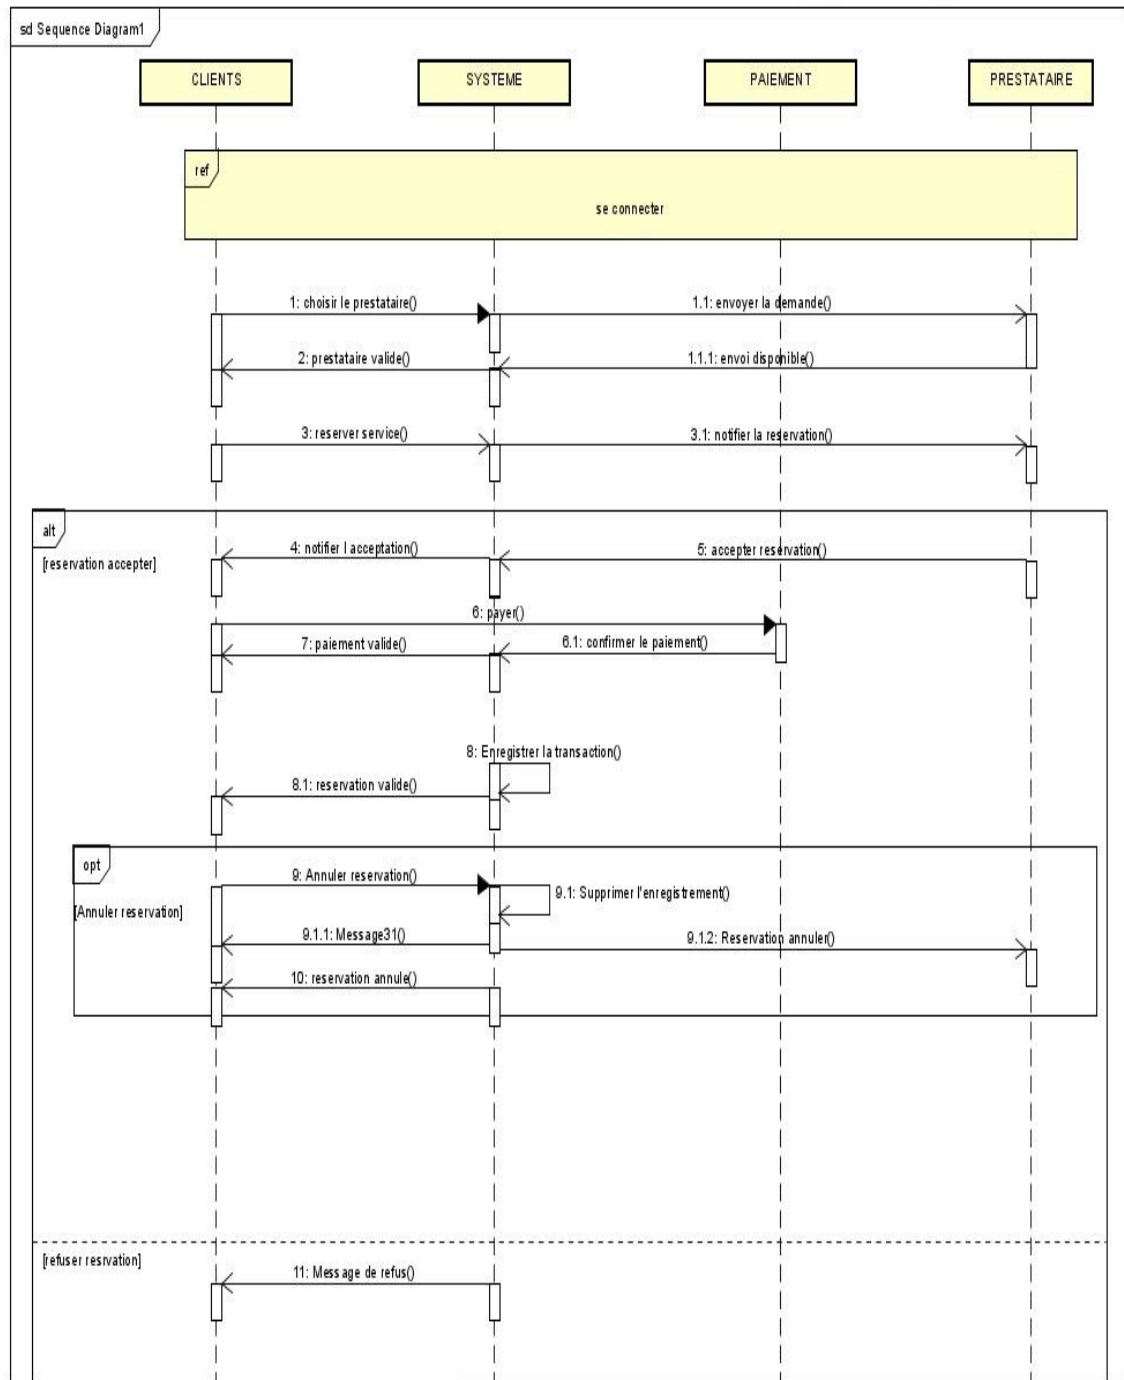 sd Sequence Diagram1
CLIENTS
SYSTEME
PAIEMENT
PRESTATAIRE
ref
se connecter
1: choisir le prestataire()
1.1: envoyer la demande()
2: prestataire valide()
1.1.1: envoi disponible()
3: reserver service()
3.1: notifier la reservation()
alt
[reservation accepter]
4: notifier l acceptation()
5: accepter reservation()
6: payer()
7: paiement valide()
6.1: confirmer le paiement()
8: Enregistrer la transaction()
8.1: reservation valide()
opt
[Annuler reservation]
9: Annuler reservation()
9.1: Supprimer l'enregistrement()
9.1.1: Message31()
9.1.2: Reservation annuler()
10: reservation annule()
[refuser resrvation]
11: Message de refus()